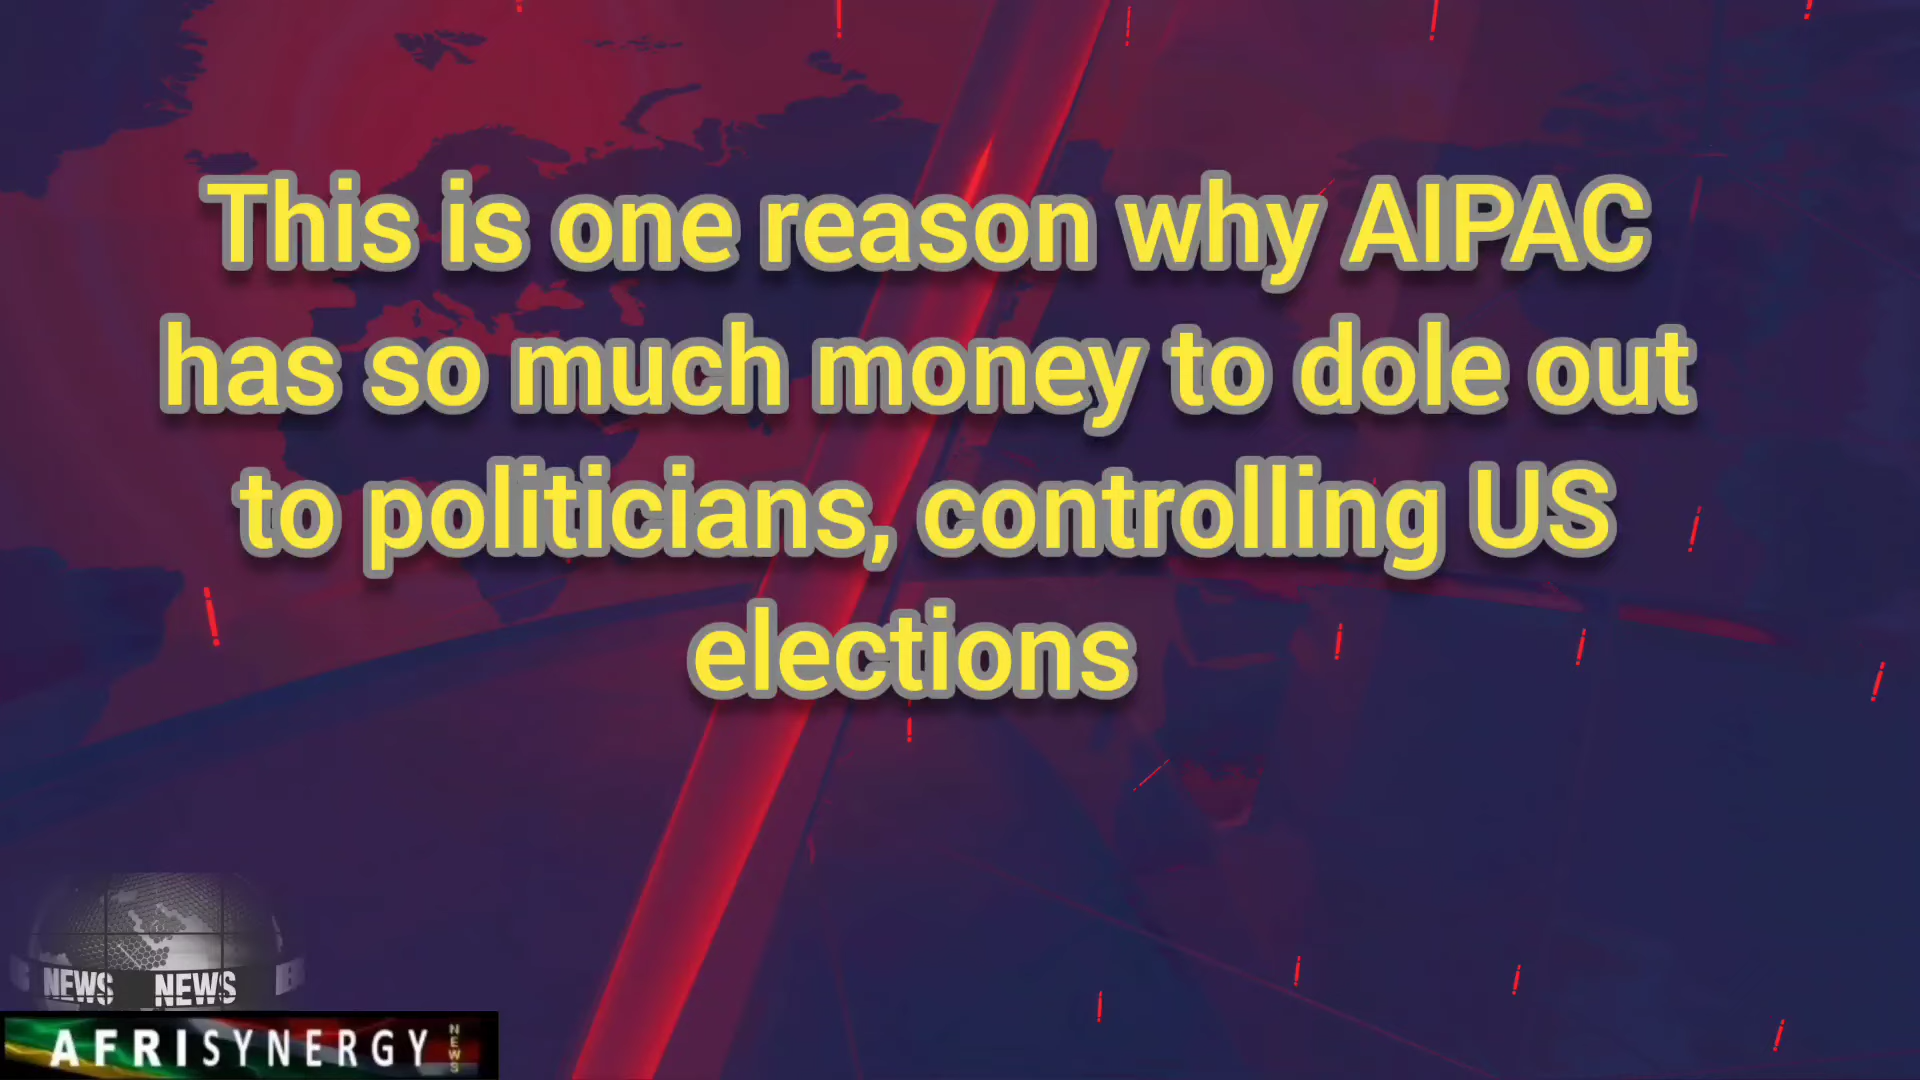 This is one reason why AIPAC
has so much money to dole out
to politicians, controlling US
elections
NEWS NEWS
AFRISYNERGY NEWS